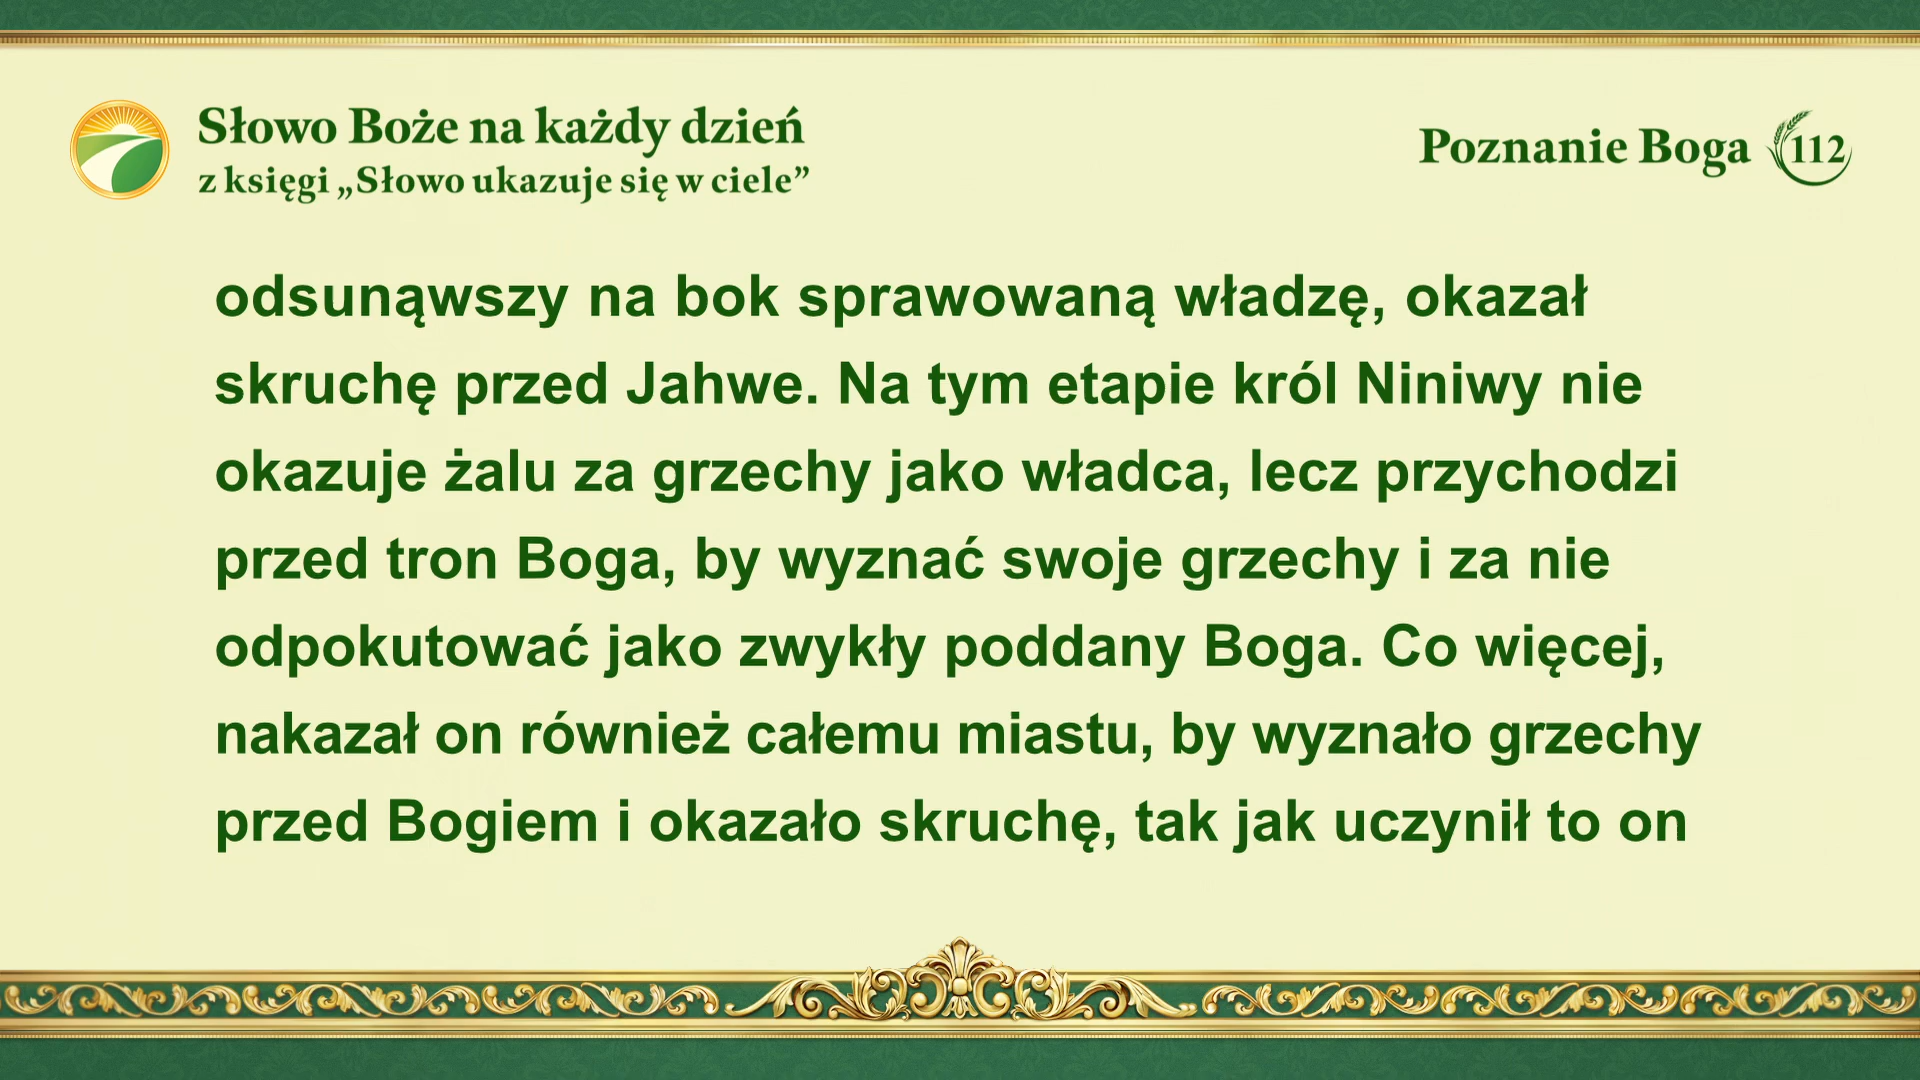 Słowo Boże na każdy dzień
z księgi „Słowo ukazuje się w ciele”
Poznanie Boga 112
odsunąwszy na bok sprawowaną władzę, okazał
skruchę przed Jahwe. Na tym etapie król Niniwy nie
okazuje żalu za grzechy jako władca, lecz przychodzi
przed tron Boga, by wyznać swoje grzechy i za nie
odpokutować jako zwykły poddany Boga. Co więcej,
nakazał on również całemu miastu, by wyznało grzechy
przed Bogiem i okazało skruchę, tak jak uczynił to on